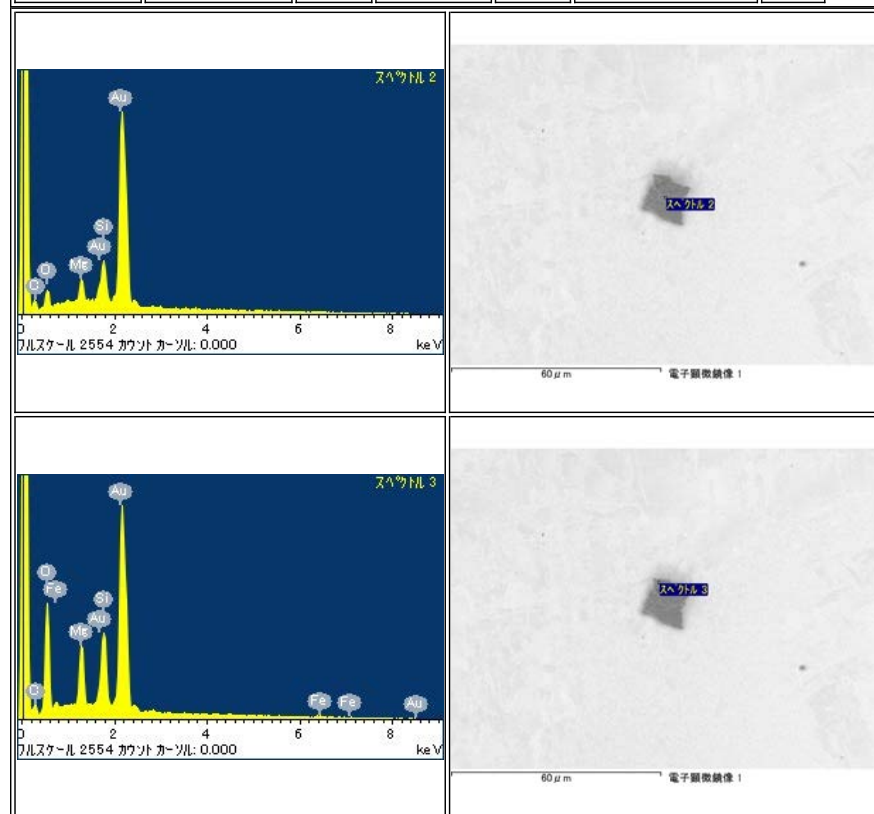 スペクトル 2
Au
Si
Au
O
Mg
C
0 2 4 6 8
フルスケール 2554 カウント カーソル: 0.000 keV
スペクトル 2
60μm 電子顕微鏡像 1
スペクトル 3
Au
O
Fe
Si
Au
Mg
C
Fe Fe Au
0 2 4 6 8
フルスケール 2554 カウント カーソル: 0.000 keV
スペクトル 3
60μm 電子顕微鏡像 1